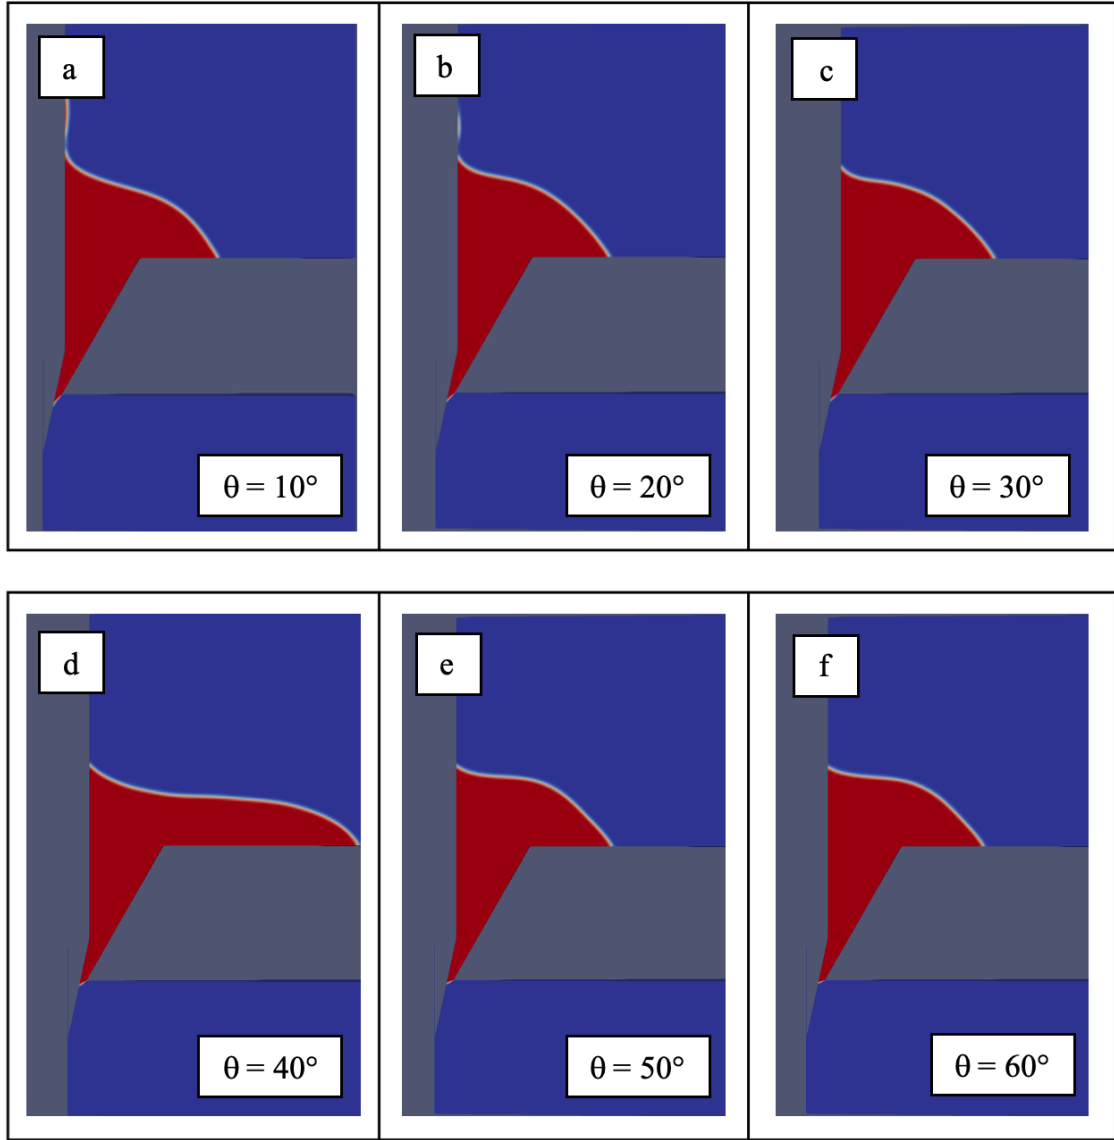 a
b
c
θ = 10°
θ = 20°
θ = 30°
d
e
f
θ = 40°
θ = 50°
θ = 60°